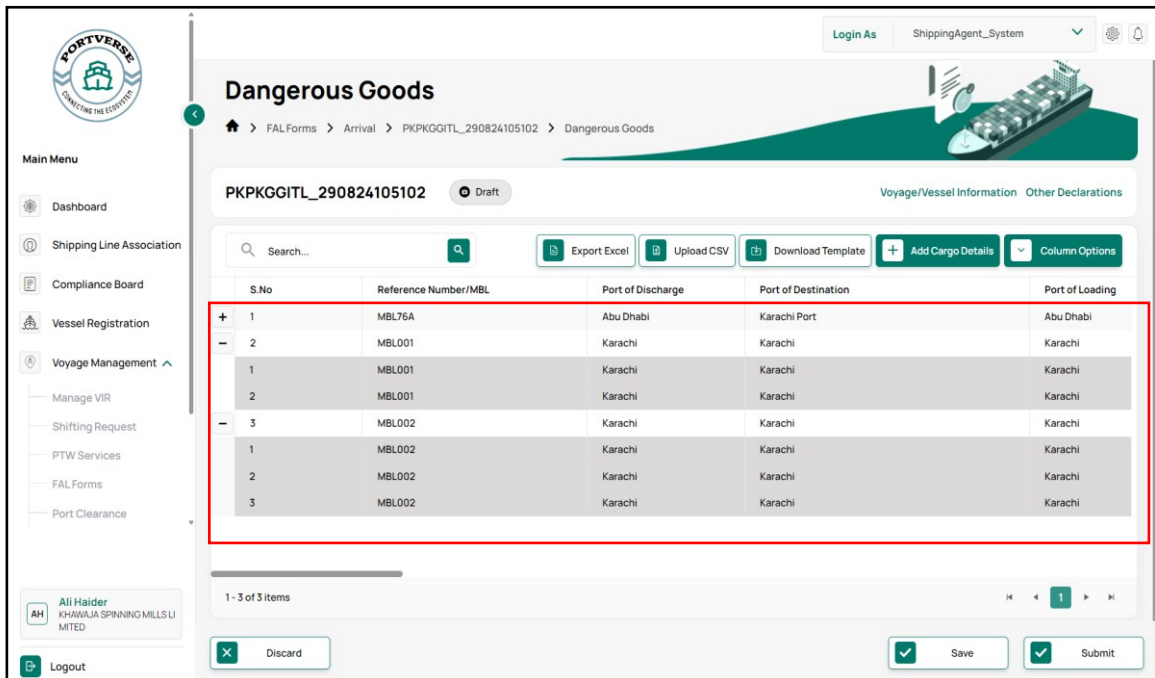 PORTVERSE
CONNECTING THE ECOSYSTEM
Login As ShippingAgent_System
Dangerous Goods
> FAL Forms > Arrival > PKPKGGITL_290824105102 > Dangerous Goods
Main Menu
Dashboard
Shipping Line Association
Compliance Board
Vessel Registration
Voyage Management
Manage VIR
Shifting Request
PTW Services
FAL Forms
Port Clearance
AH Ali Haider
KHAWAJA SPINNING MILLS LI
MITED
Logout
PKPKGGITL_290824105102 Draft Voyage/Vessel Information Other Declarations
Search... Export Excel Upload CSV Download Template + Add Cargo Details Column Options
S.No Reference Number/MBL Port of Discharge Port of Destination Port of Loading
+ 1 MBL76A Abu Dhabi Karachi Port Abu Dhabi
− 2 MBL001 Karachi Karachi Karachi
1 MBL001 Karachi Karachi Karachi
2 MBL001 Karachi Karachi Karachi
− 3 MBL002 Karachi Karachi Karachi
1 MBL002 Karachi Karachi Karachi
2 MBL002 Karachi Karachi Karachi
3 MBL002 Karachi Karachi Karachi
1 - 3 of 3 items 1
Discard Save Submit